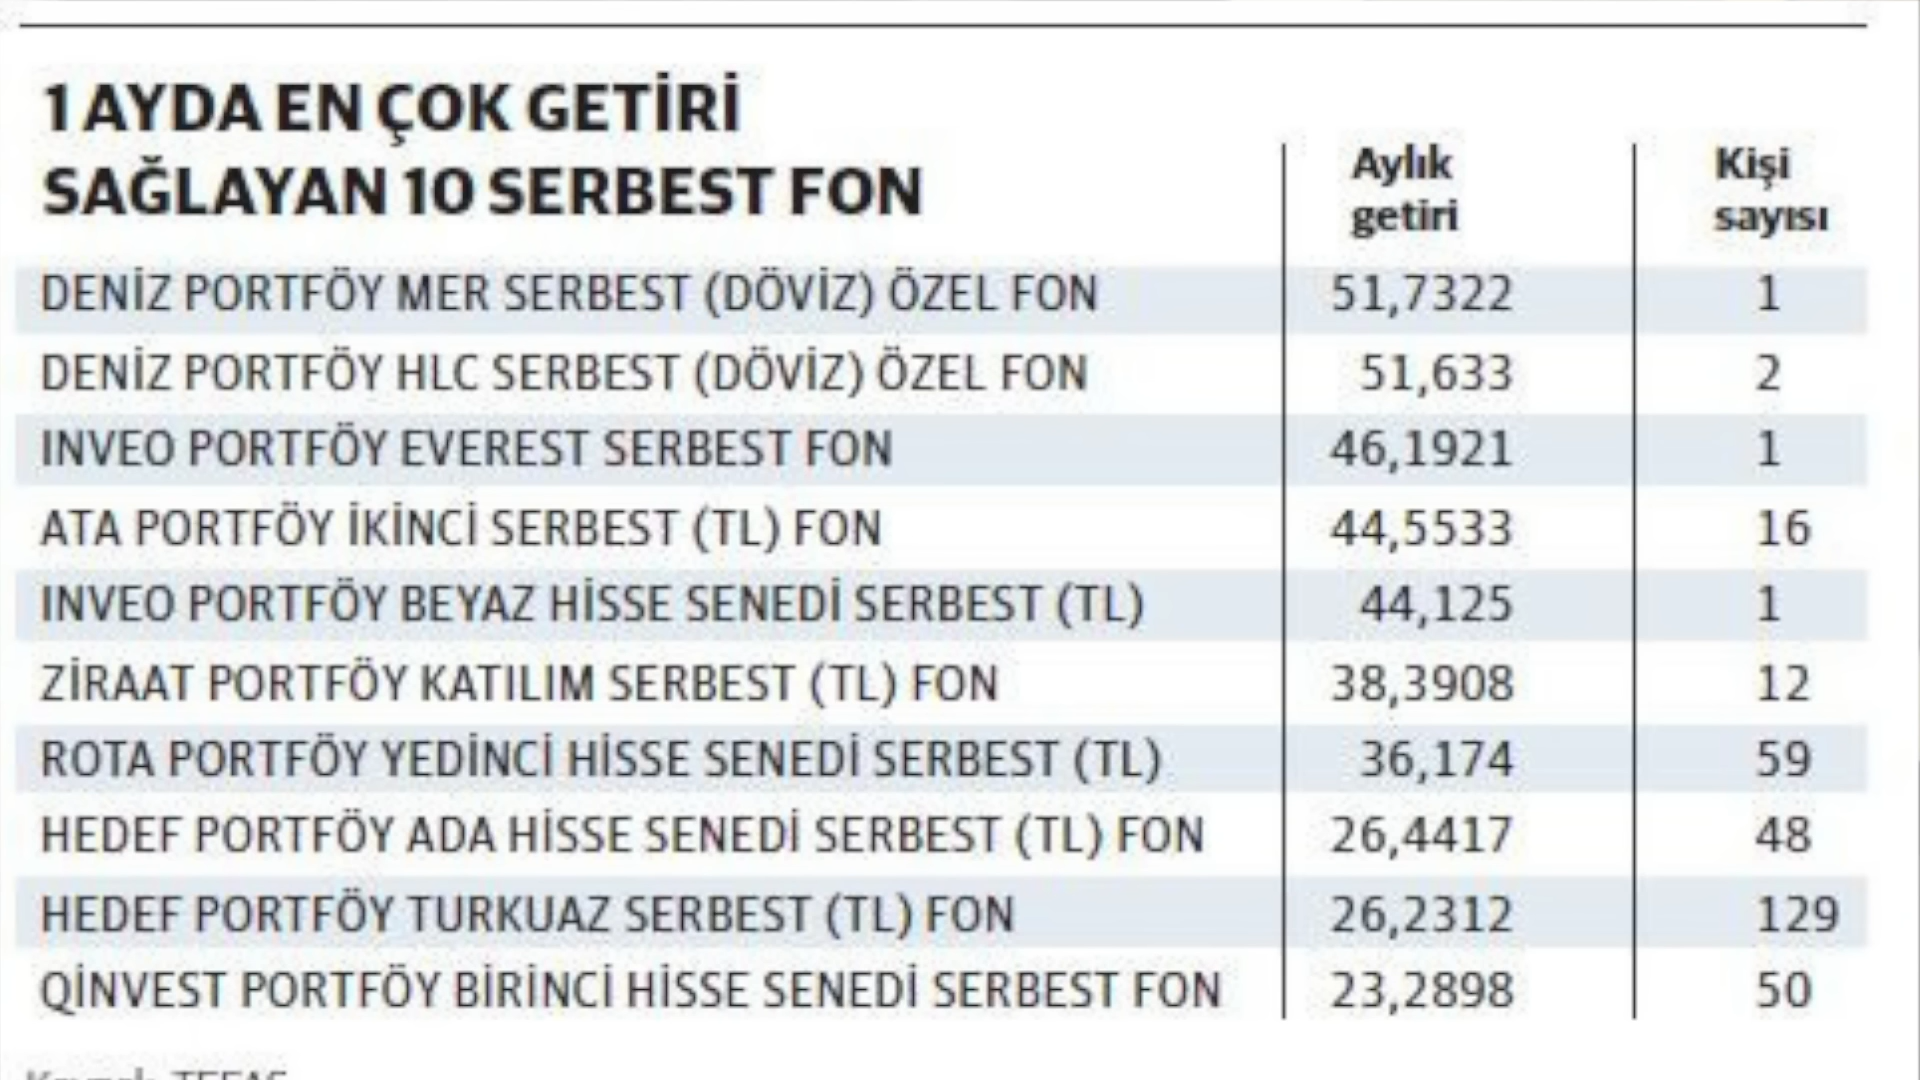 1 AYDA EN ÇOK GETİRİ
SAĞLAYAN 10 SERBEST FON
Aylık
getiri
Kişi
sayısı
DENİZ PORTFÖY MER SERBEST (DÖVİZ) ÖZEL FON 51,7322 1
DENİZ PORTFÖY HLC SERBEST (DÖVİZ) ÖZEL FON 51,633 2
INVEO PORTFÖY EVEREST SERBEST FON 46,1921 1
ATA PORTFÖY İKİNCİ SERBEST (TL) FON 44,5533 16
INVEO PORTFÖY BEYAZ HİSSE SENEDİ SERBEST (TL) 44,125 1
ZİRAAT PORTFÖY KATILIM SERBEST (TL) FON 38,3908 12
ROTA PORTFÖY YEDİNCİ HİSSE SENEDİ SERBEST (TL) 36,174 59
HEDEF PORTFÖY ADA HİSSE SENEDİ SERBEST (TL) FON 26,4417 48
HEDEF PORTFÖY TURKUAZ SERBEST (TL) FON 26,2312 129
QİNVEST PORTFÖY BİRİNCİ HİSSE SENEDİ SERBEST FON 23,2898 50